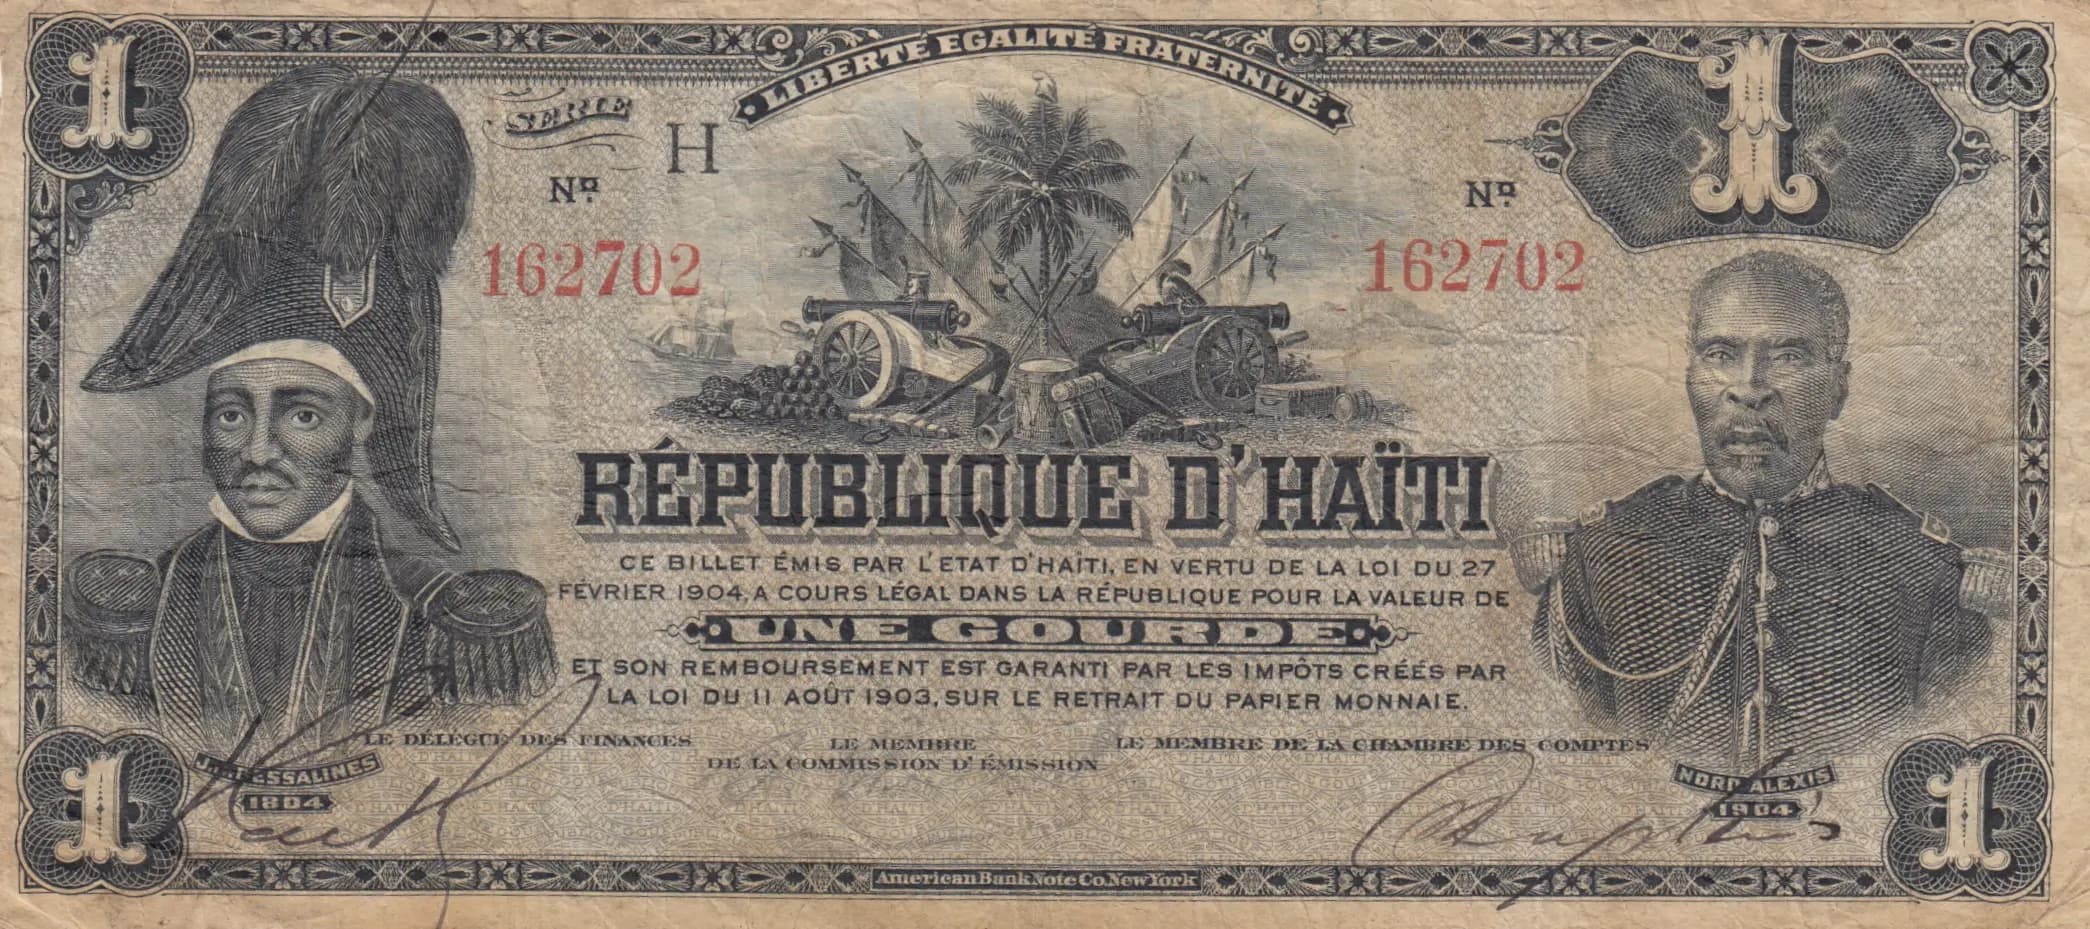 1
LIBERTÉ EGALITÉ FRATERNITÉ
1
SERIE
H
Nº
Nº
162702
162702
RÉPUBLIQUE D'HAÏTI
CE BILLET ÉMIS PAR L'ETAT D'HAÏTI, EN VERTU DE LA LOI DU 27
FÉVRIER 1904, A COURS LÉGAL DANS LA RÉPUBLIQUE POUR LA VALEUR DE
UNE GOURDE
ET SON REMBOURSEMENT EST GARANTI PAR LES IMPÔTS CRÉÉS PAR
LA LOI DU 11 AOÛT 1903, SUR LE RETRAIT DU PAPIER MONNAIE.
LE DÉLÉGUÉ DES FINANCES
LE MEMBRE
DE LA COMMISSION D'ÉMISSION
LE MEMBRE DE LA CHAMBRE DES COMPTES
J.J. DESSALINES
1804
NORD ALEXIS
1904
1
1
American Bank Note Co. New York